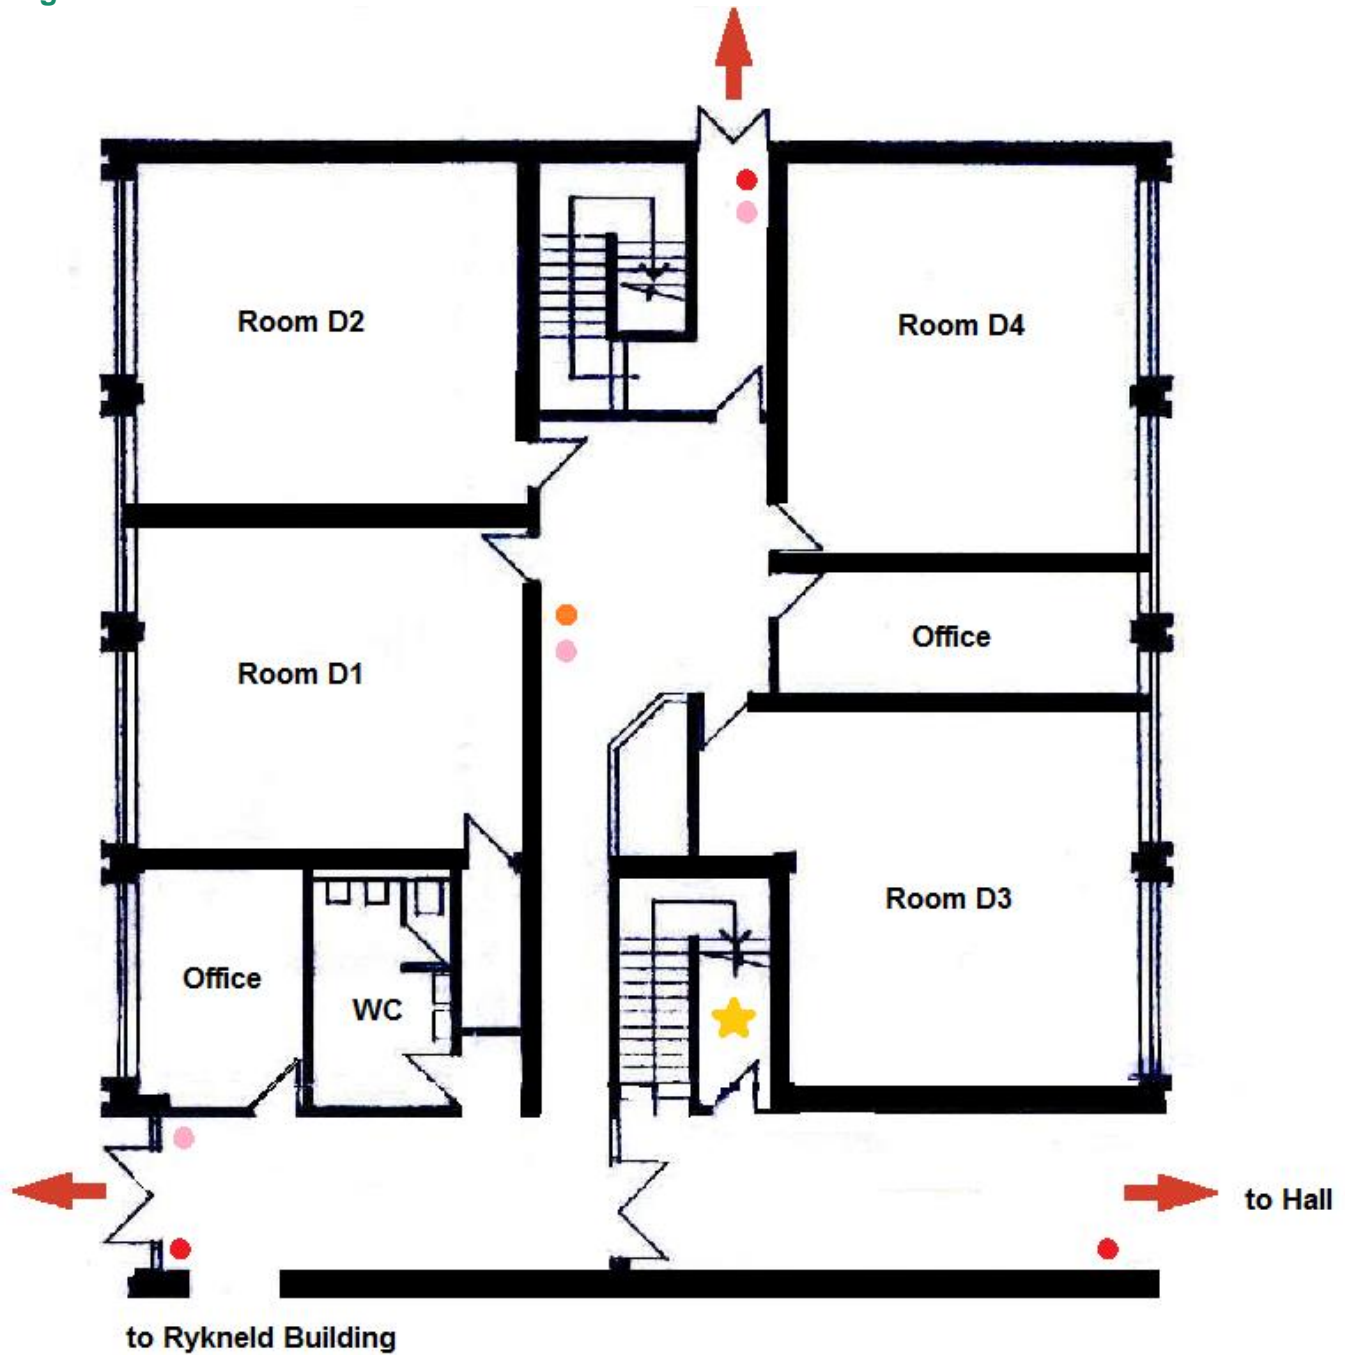 Room D2
Room D4
Room D1
Office
Room D3
Office
WC
to Hall
to Rykneld Building